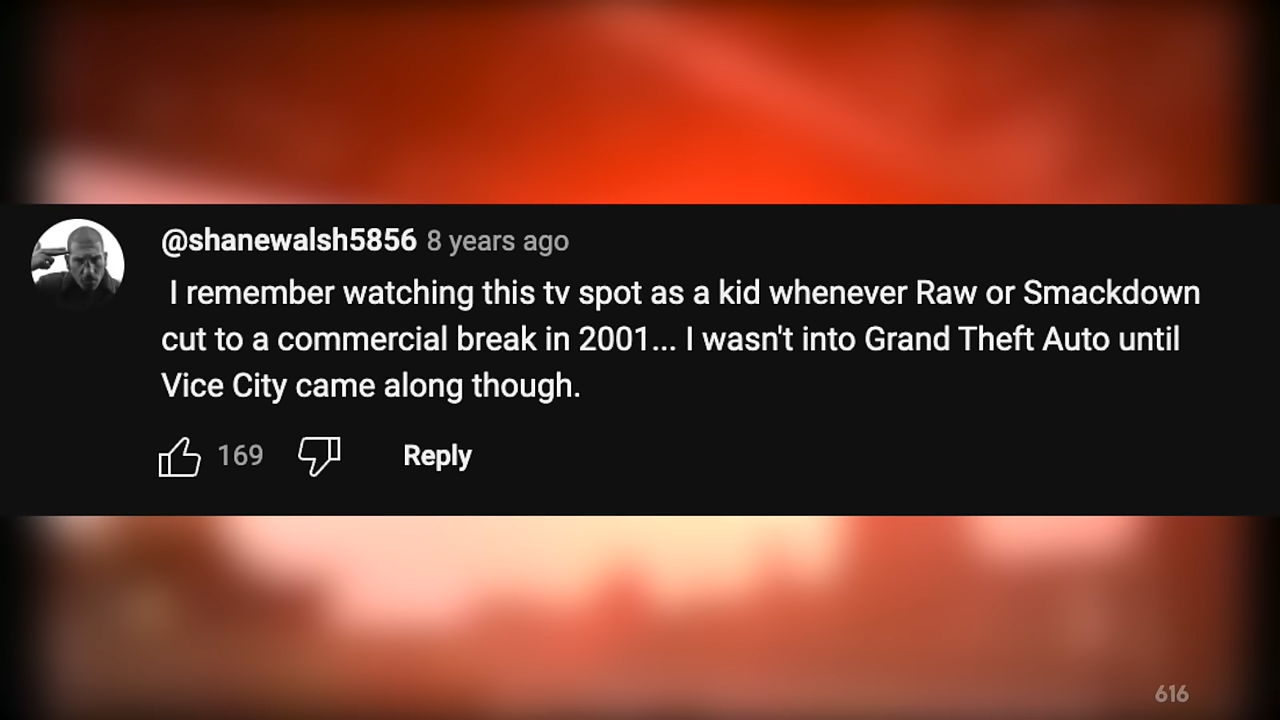 @shanewalsh5856 8 years ago
I remember watching this tv spot as a kid whenever Raw or Smackdown
cut to a commercial break in 2001... I wasn't into Grand Theft Auto until
Vice City came along though.
169 Reply
616